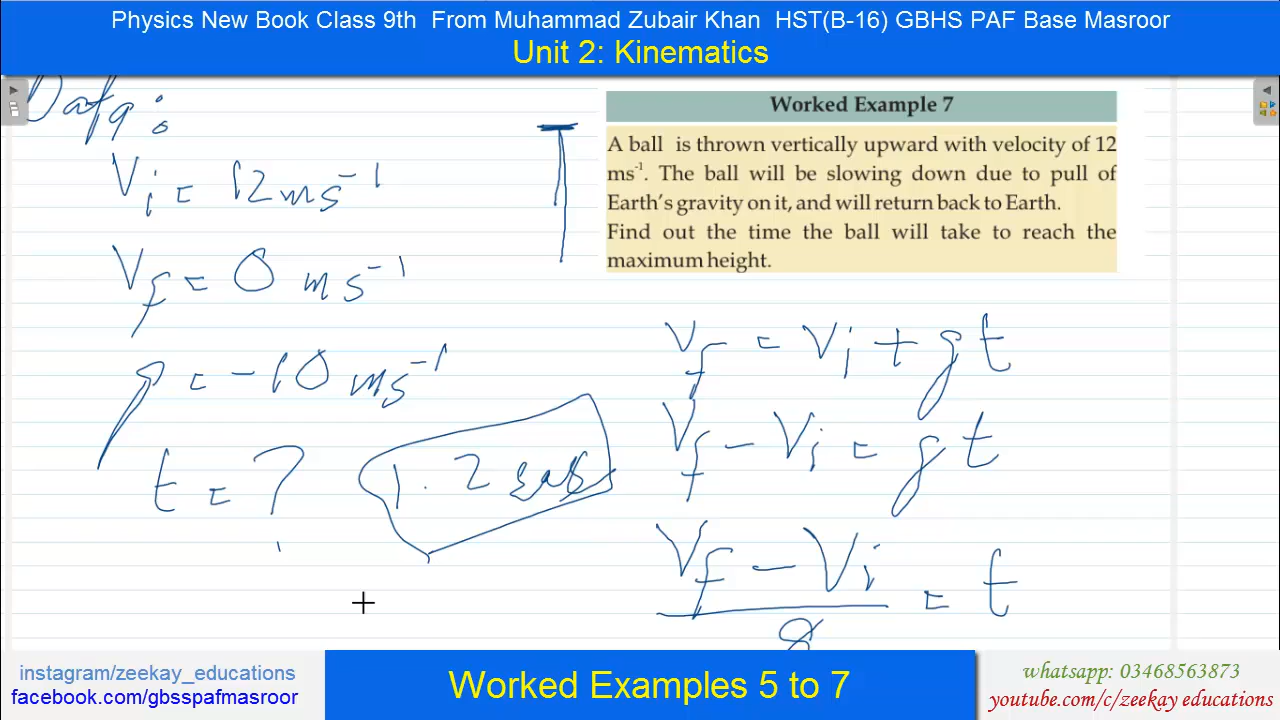 Physics New Book Class 9th From Muhammad Zubair Khan HST(B-16) GBHS PAF Base Masroor
Unit 2: Kinematics
Data:
Vi = 12 ms⁻¹
Vf = 0 ms⁻¹
g = -10 ms⁻¹
t = ?
1.2 secs
Worked Example 7
A ball is thrown vertically upward with velocity of 12
ms⁻¹. The ball will be slowing down due to pull of
Earth's gravity on it, and will return back to Earth.
Find out the time the ball will take to reach the
maximum height.
Vf = Vi + gt
Vf - Vi = gt
Vf - Vi
= t
g
instagram/zeekay_educations
facebook.com/gbsspafmasroor
Worked Examples 5 to 7
whatsapp: 03468563873
youtube.com/c/zeekay educations